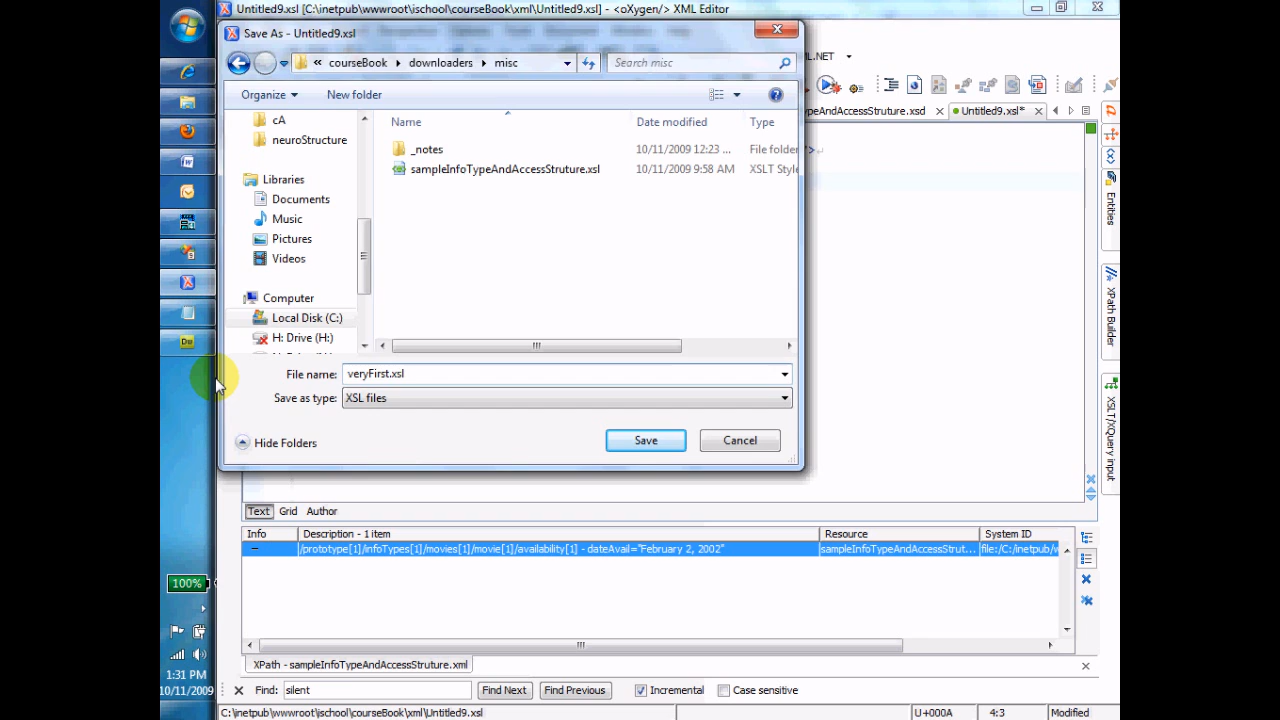 Untitled9.xsl [C:\inetpub\wwwroot\ischool\courseBook\xml\Untitled9.xsl] - <oXygen/> XML Editor
Save As - Untitled9.xsl
« courseBook downloaders misc
Search misc
ML.NET
Organize
New folder
peAndAccessStruture.xsd
Untitled9.xsl*
Name
Date modified
Type
cA
neuroStructure
_notes
10/11/2009 12:23 ...
File folder
sampleInfoTypeAndAccessStruture.xsl
10/11/2009 9:58 AM
XSLT Style
">
Libraries
Documents
Music
Pictures
Videos
Computer
Local Disk (C:)
H: Drive (H:)
Entities
XPath Builder
XSLT/XQuery input
File name:
veryFirst.xsl
Save as type:
XSL files
Hide Folders
Save
Cancel
Text
Grid
Author
Info
Description - 1 item
Resource
System ID
/prototype[1]/infoTypes[1]/movies[1]/movie[1]/availability[1] - dateAvail="February 2, 2002"
sampleInfoTypeAndAccessStrut...
file:/C:/inetpub/w
100%
XPath - sampleInfoTypeAndAccessStruture.xml
1:31 PM
10/11/2009
Find:
silent
Find Next
Find Previous
Incremental
Case sensitive
C:\inetpub\wwwroot\ischool\courseBook\xml\Untitled9.xsl
U+000A
4:3
Modified